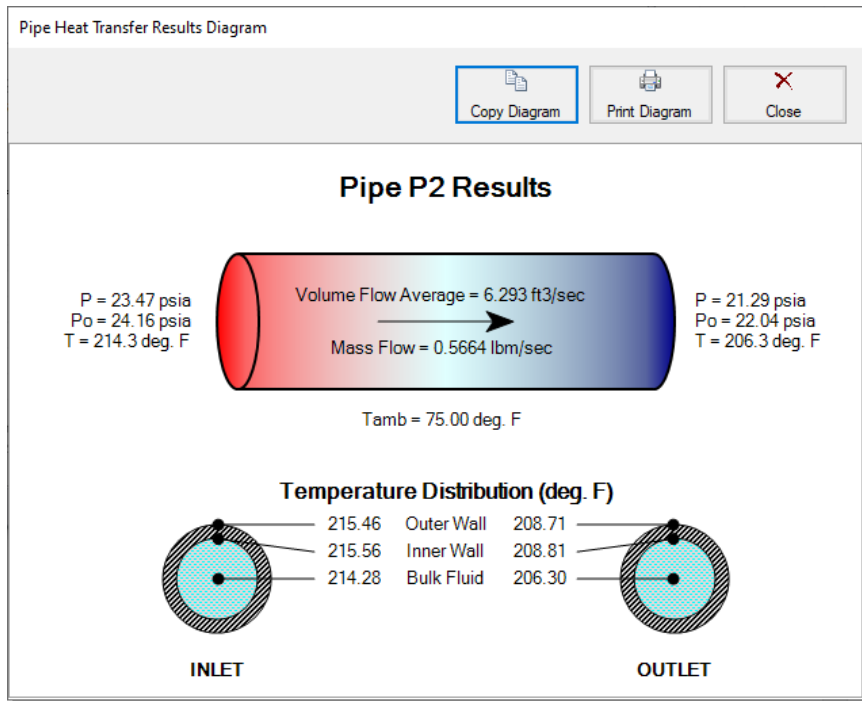 Pipe Heat Transfer Results Diagram
Copy Diagram
Print Diagram
Close
Pipe P2 Results
P = 23.47 psia
Po = 24.16 psia
T = 214.3 deg. F
Volume Flow Average = 6.293 ft3/sec
Mass Flow = 0.5664 lbm/sec
P = 21.29 psia
Po = 22.04 psia
T = 206.3 deg. F
Tamb = 75.00 deg. F
Temperature Distribution (deg. F)
215.46 Outer Wall 208.71
215.56 Inner Wall 208.81
214.28 Bulk Fluid 206.30
INLET
OUTLET